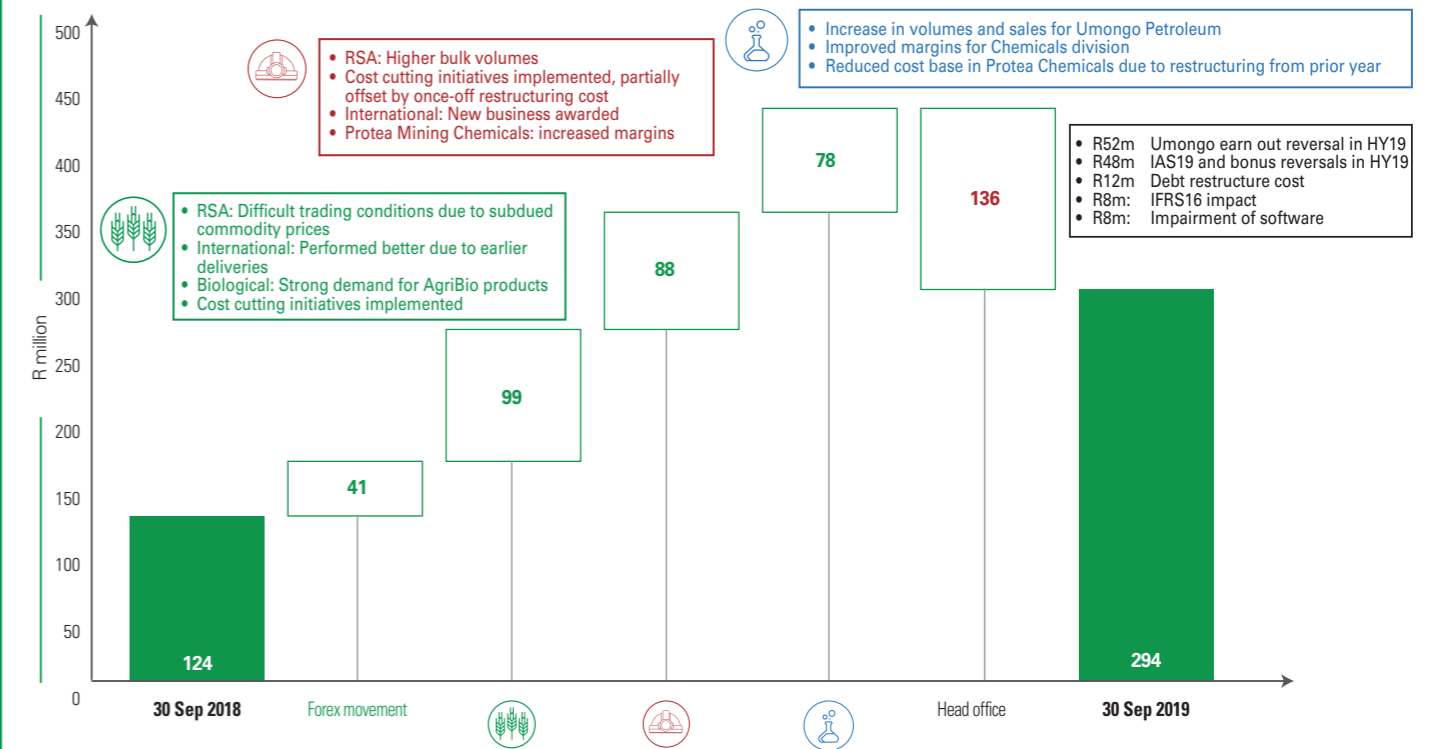 R million
500
450
400
350
300
250
200
150
100
50
0
• RSA: Higher bulk volumes
• Cost cutting initiatives implemented, partially
offset by once-off restructuring cost
• International: New business awarded
• Protea Mining Chemicals: increased margins
• Increase in volumes and sales for Umongo Petroleum
• Improved margins for Chemicals division
• Reduced cost base in Protea Chemicals due to restructuring from prior year
• RSA: Difficult trading conditions due to subdued
commodity prices
• International: Performed better due to earlier
deliveries
• Biological: Strong demand for AgriBio products
• Cost cutting initiatives implemented
• R52m Umongo earn out reversal in HY19
• R48m IAS19 and bonus reversals in HY19
• R12m Debt restructure cost
• R8m: IFRS16 impact
• R8m: Impairment of software
124
41
99
88
78
136
294
30 Sep 2018
Forex movement
Head office
30 Sep 2019